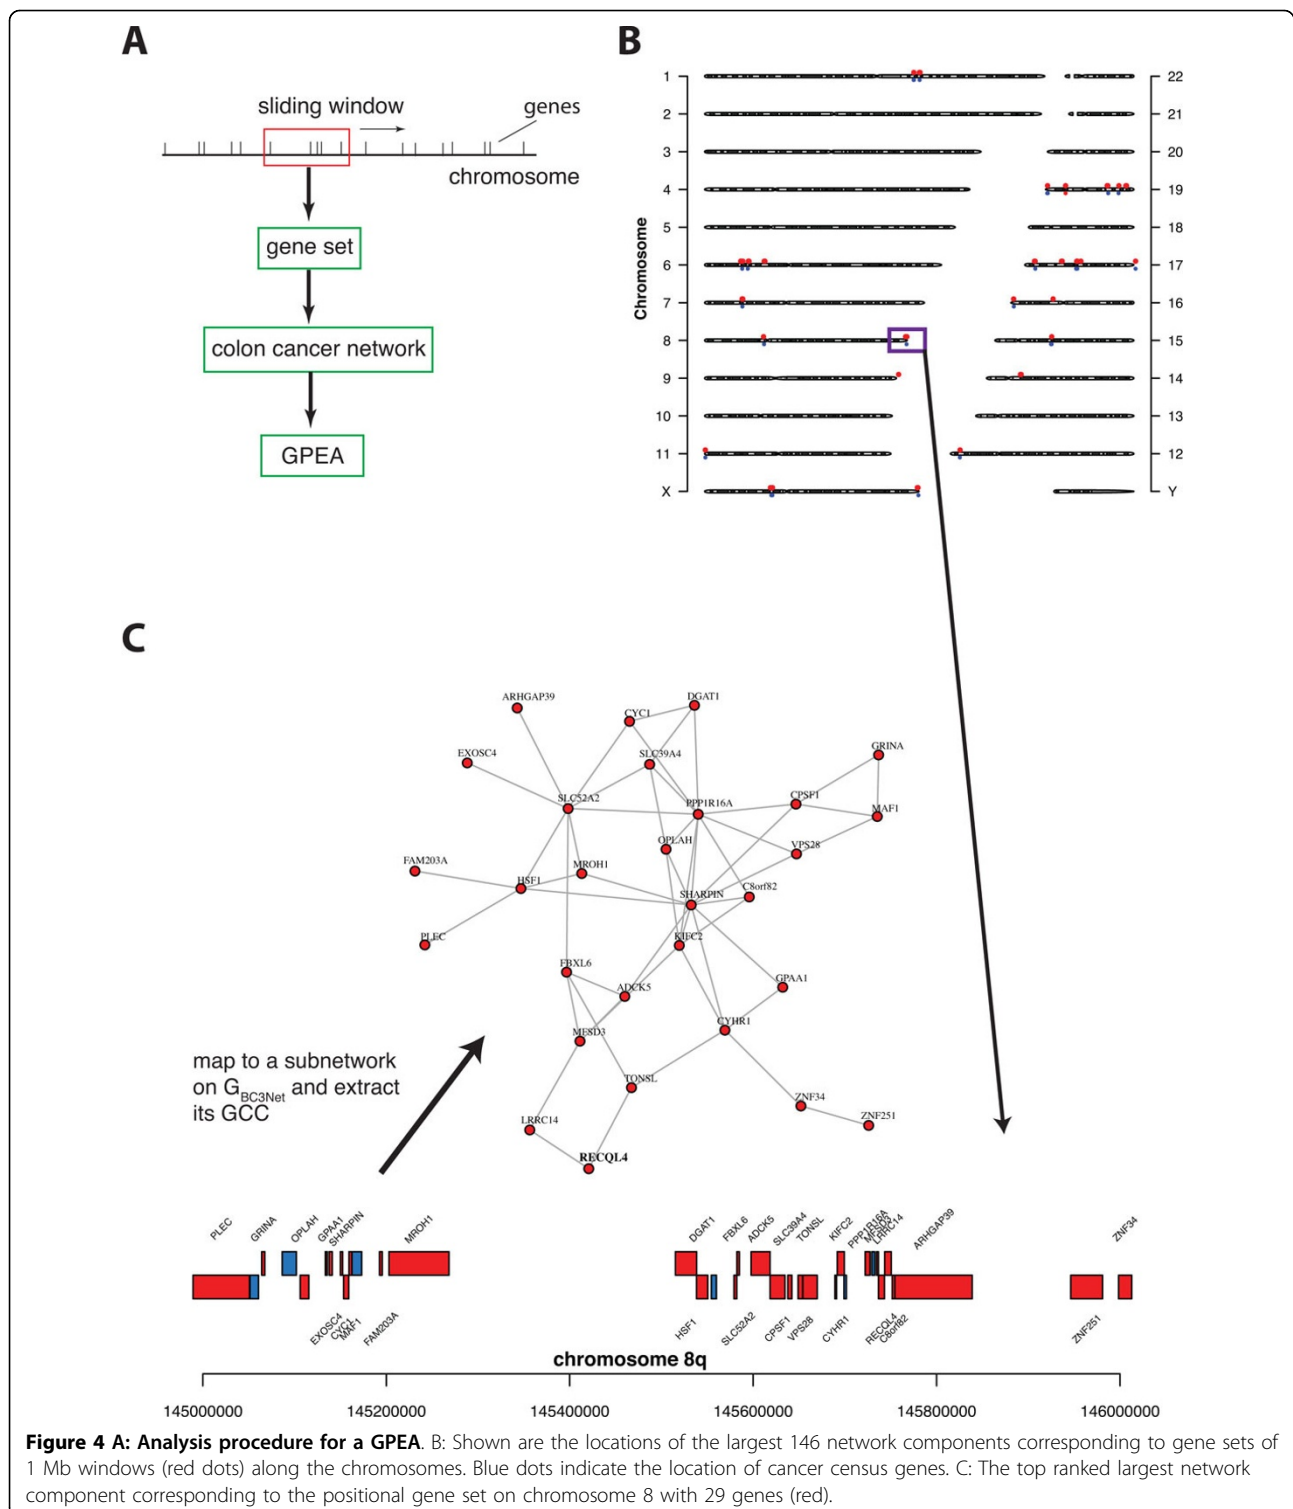 A
sliding window
genes
chromosome
gene set
colon cancer network
GPEA
B
Chromosome
1
2
3
4
5
6
7
8
9
10
11
X
22
21
20
19
18
17
16
15
14
13
12
Y
C
ARHGAP39
DGAT1
CYC1
GRINA
EXOSC4
SLC39A4
SLC52A2
CPSF1
PPP1R16A
MAF1
OPLAH
VPS28
FAM203A
MROH1
HSF1
C8orf82
SHARPIN
PLEC
KIFC2
FBXL6
GPAA1
ADCK5
CYHR1
MFSD3
TONSL
ZNF34
ZNF251
LRRC14
RECQL4
map to a subnetwork
on GBC3Net and extract
its GCC
PLEC
GRINA
OPLAH
GPAA1
SHARPIN
MROH1
DGAT1
FBXL6
ADCK5
SLC39A4
TONSL
KIFC2
PPP1R16A
MFSD3
LRRC14
ARHGAP39
ZNF34
EXOSC4
CYC1
MAF1
FAM203A
HSF1
SLC52A2
CPSF1
VPS28
CYHR1
RECQL4
C8orf82
ZNF251
chromosome 8q
145000000 145200000 145400000 145600000 145800000 146000000
Figure 4 A: Analysis procedure for a GPEA. B: Shown are the locations of the largest 146 network components corresponding to gene sets of
1 Mb windows (red dots) along the chromosomes. Blue dots indicate the location of cancer census genes. C: The top ranked largest network
component corresponding to the positional gene set on chromosome 8 with 29 genes (red).